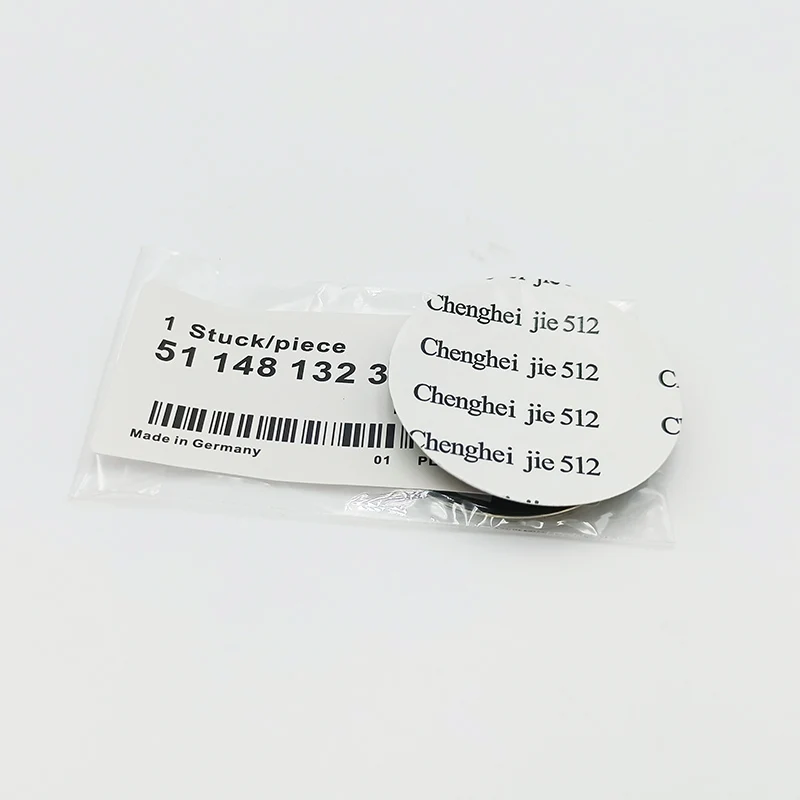 1 Stuck/piece
51 148 132 3
Made in Germany
01
Chenghei jie 512
Chenghei jie 512
Chenghei jie 512
Chenghei jie 512